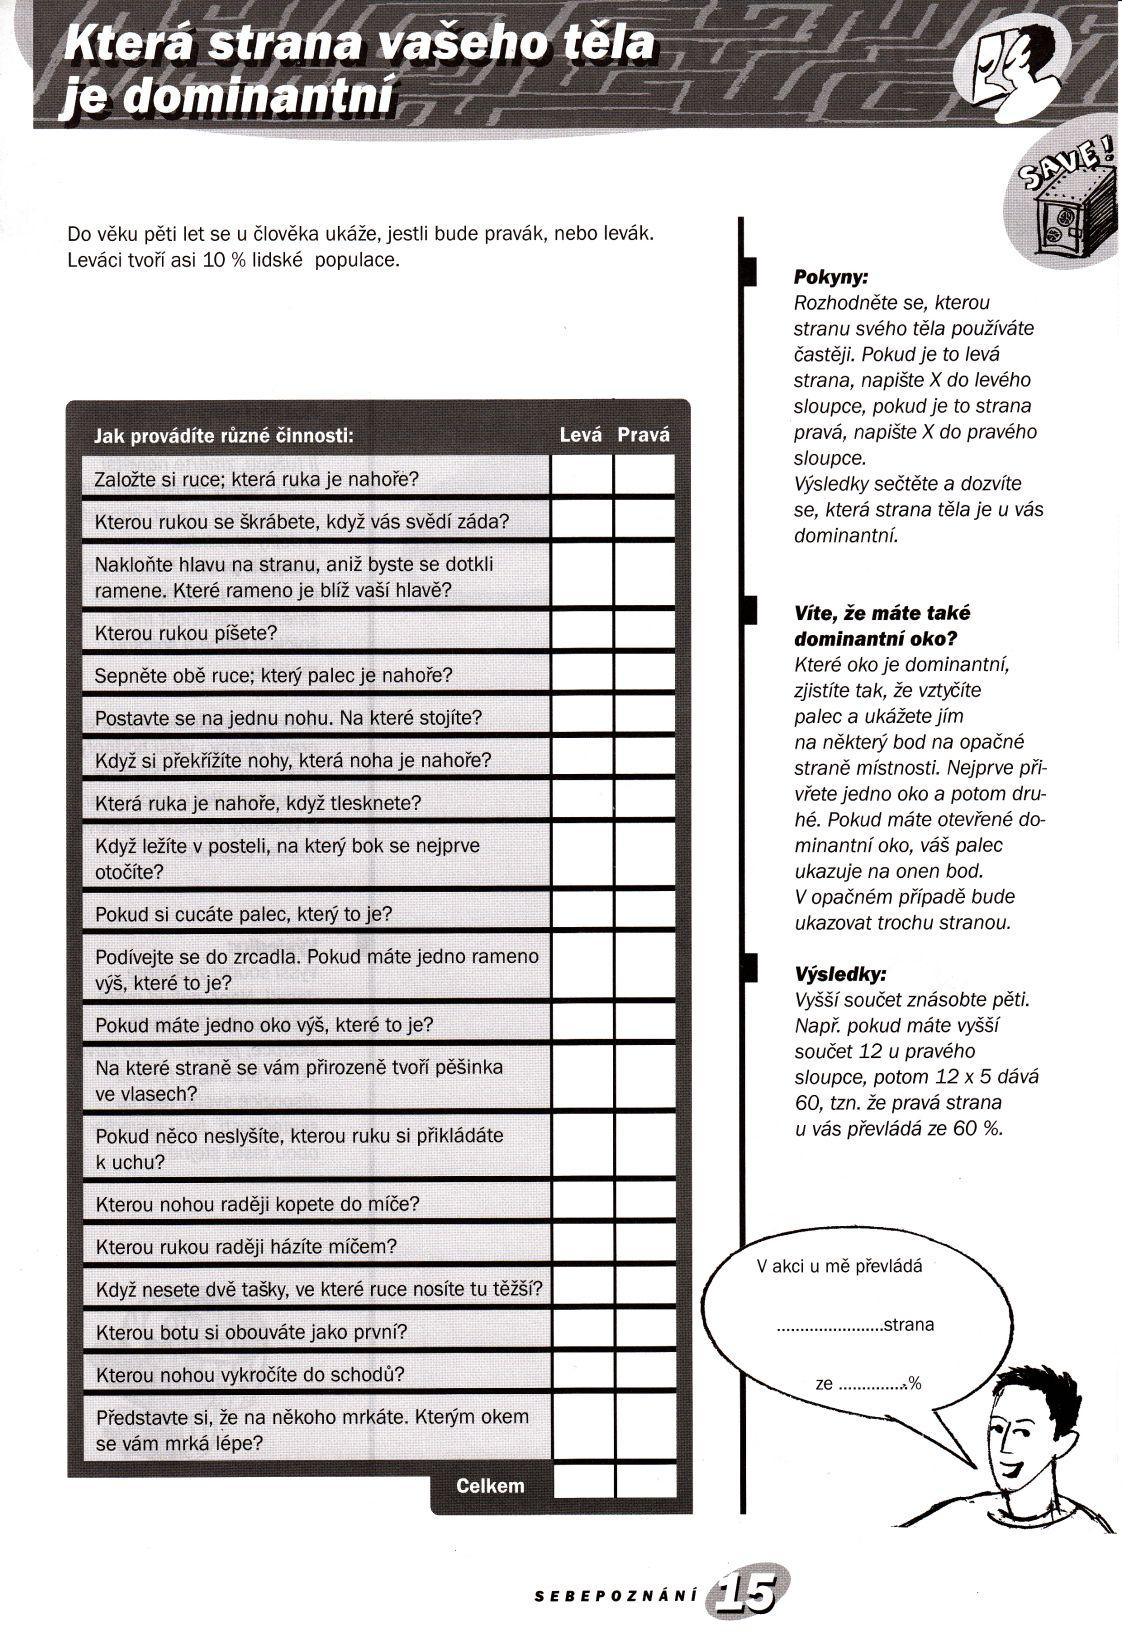 Která strana vašeho těla
je dominantní
SAVE!
Do věku pěti let se u člověka ukáže, jestli bude pravák, nebo levák.
Leváci tvoří asi 10 % lidské populace.
Jak provádíte různé činnosti: Levá Pravá
Založte si ruce; která ruka je nahoře?
Kterou rukou se škrábete, když vás svědí záda?
Nakloňte hlavu na stranu, aniž byste se dotkli
ramene. Které rameno je blíž vaší hlavě?
Kterou rukou píšete?
Sepněte obě ruce; který palec je nahoře?
Postavte se na jednu nohu. Na které stojíte?
Když si překřížíte nohy, která noha je nahoře?
Která ruka je nahoře, když tlesknete?
Když ležíte v posteli, na který bok se nejprve
otočíte?
Pokud si cucáte palec, který to je?
Podívejte se do zrcadla. Pokud máte jedno rameno
výš, které to je?
Pokud máte jedno oko výš, které to je?
Na které straně se vám přirozeně tvoří pěšinka
ve vlasech?
Pokud něco neslyšíte, kterou ruku si přikládáte
k uchu?
Kterou nohou raději kopete do míče?
Kterou rukou raději házíte míčem?
Když nesete dvě tašky, ve které ruce nosíte tu těžší?
Kterou botu si obouváte jako první?
Kterou nohou vykročíte do schodů?
Představte si, že na někoho mrkáte. Kterým okem
se vám mrká lépe?
Celkem
Pokyny:
Rozhodněte se, kterou
stranu svého těla používáte
častěji. Pokud je to levá
strana, napište X do levého
sloupce, pokud je to strana
pravá, napište X do pravého
sloupce.
Výsledky sečtěte a dozvíte
se, která strana těla je u vás
dominantní.
Víte, že máte také
dominantní oko?
Které oko je dominantní,
zjistíte tak, že vztyčíte
palec a ukážete jím
na některý bod na opačné
straně místnosti. Nejprve při-
vřete jedno oko a potom dru-
hé. Pokud máte otevřené do-
minantní oko, váš palec
ukazuje na onen bod.
V opačném případě bude
ukazovat trochu stranou.
Výsledky:
Vyšší součet znásobte pěti.
Např. pokud máte vyšší
součet 12 u pravého
sloupce, potom 12 x 5 dává
60, tzn. že pravá strana
u vás převládá ze 60 %.
V akci u mě převládá
.......................strana
ze ...............%
SEBEPOZNÁNÍ 15